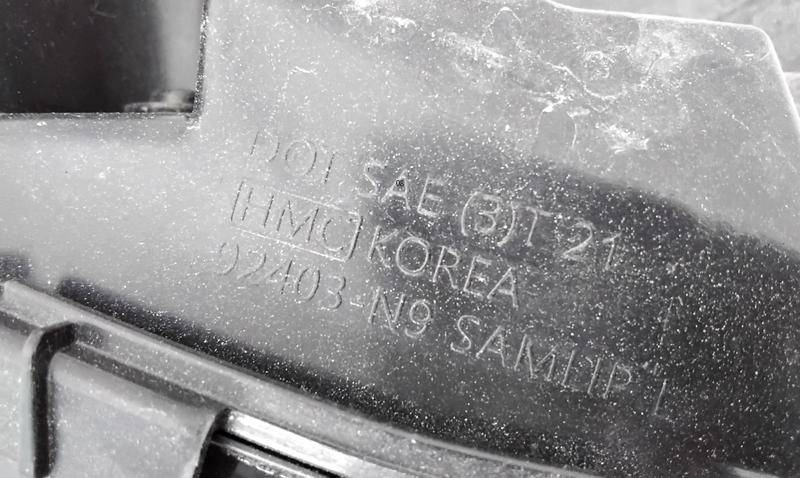 DOT SAE (3)T 21
HMC KOREA
92403-N9 SAMLIP L